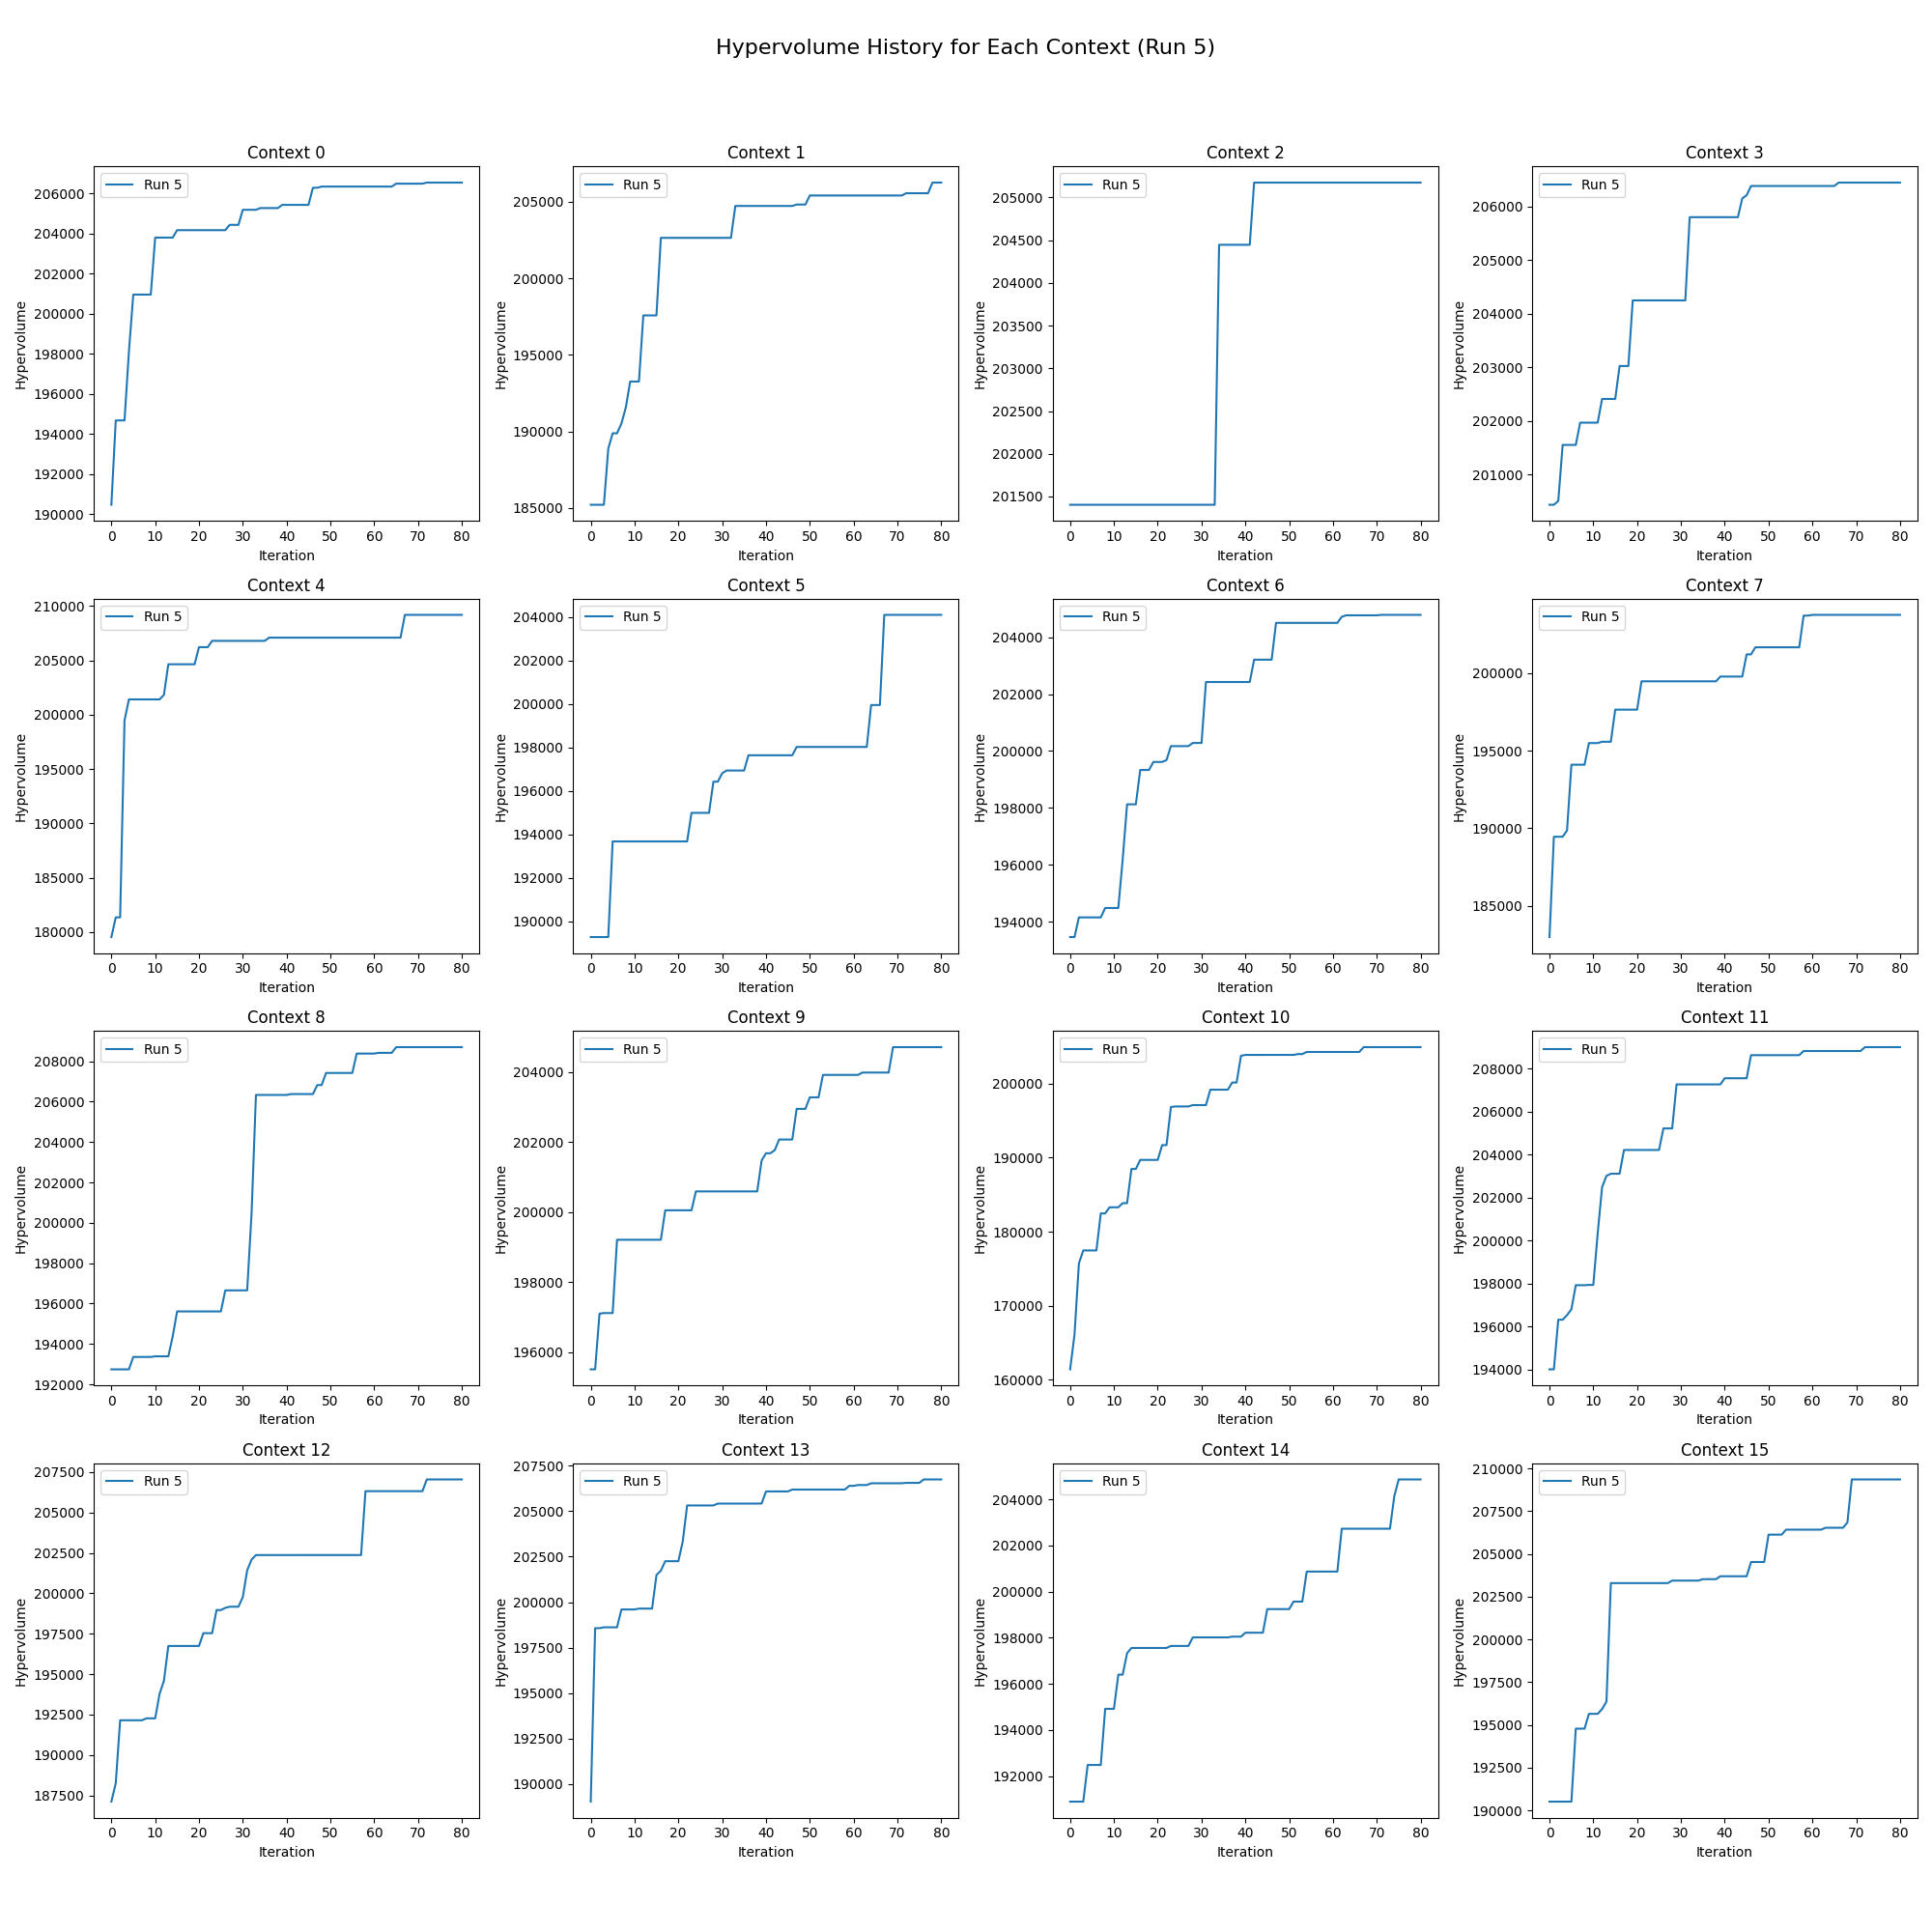 Hypervolume History for Each Context (Run 5)
Context 0
Run 5
206000
204000
202000
200000
198000
196000
194000
192000
190000
Hypervolume
0 10 20 30 40 50 60 70 80
Iteration
Context 1
Run 5
205000
200000
195000
190000
185000
Hypervolume
0 10 20 30 40 50 60 70 80
Iteration
Context 2
Run 5
205000
204500
204000
203500
203000
202500
202000
201500
Hypervolume
0 10 20 30 40 50 60 70 80
Iteration
Context 3
Run 5
206000
205000
204000
203000
202000
201000
Hypervolume
0 10 20 30 40 50 60 70 80
Iteration
Context 4
Run 5
210000
205000
200000
195000
190000
185000
180000
Hypervolume
0 10 20 30 40 50 60 70 80
Iteration
Context 5
Run 5
204000
202000
200000
198000
196000
194000
192000
190000
Hypervolume
0 10 20 30 40 50 60 70 80
Iteration
Context 6
Run 5
204000
202000
200000
198000
196000
194000
Hypervolume
0 10 20 30 40 50 60 70 80
Iteration
Context 7
Run 5
200000
195000
190000
185000
Hypervolume
0 10 20 30 40 50 60 70 80
Iteration
Context 8
Run 5
208000
206000
204000
202000
200000
198000
196000
194000
192000
Hypervolume
0 10 20 30 40 50 60 70 80
Iteration
Context 9
Run 5
204000
202000
200000
198000
196000
Hypervolume
0 10 20 30 40 50 60 70 80
Iteration
Context 10
Run 5
200000
190000
180000
170000
160000
Hypervolume
0 10 20 30 40 50 60 70 80
Iteration
Context 11
Run 5
208000
206000
204000
202000
200000
198000
196000
194000
Hypervolume
0 10 20 30 40 50 60 70 80
Iteration
Context 12
Run 5
207500
205000
202500
200000
197500
195000
192500
190000
187500
Hypervolume
0 10 20 30 40 50 60 70 80
Iteration
Context 13
Run 5
207500
205000
202500
200000
197500
195000
192500
190000
Hypervolume
0 10 20 30 40 50 60 70 80
Iteration
Context 14
Run 5
204000
202000
200000
198000
196000
194000
192000
Hypervolume
0 10 20 30 40 50 60 70 80
Iteration
Context 15
Run 5
210000
207500
205000
202500
200000
197500
195000
192500
190000
Hypervolume
0 10 20 30 40 50 60 70 80
Iteration